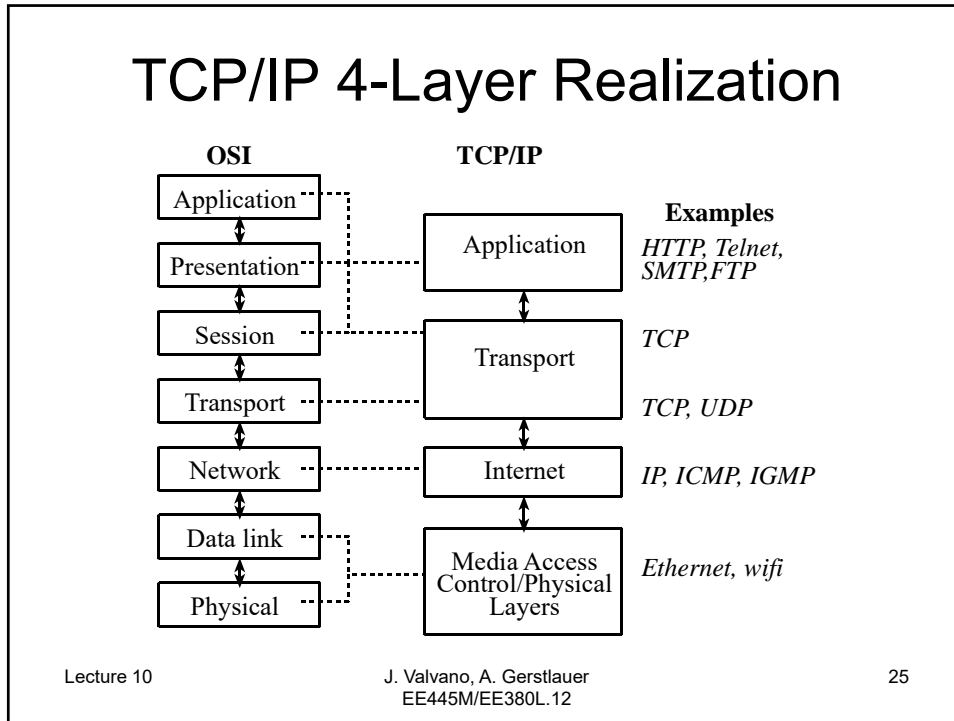 TCP/IP 4-Layer Realization
OSI
TCP/IP
Application
Presentation
Session
Transport
Network
Data link
Physical
Application
Transport
Internet
Media Access
Control/Physical
Layers
Examples
HTTP, Telnet,
SMTP,FTP
TCP
TCP, UDP
IP, ICMP, IGMP
Ethernet, wifi
Lecture 10
J. Valvano, A. Gerstlauer
EE445M/EE380L.12
25